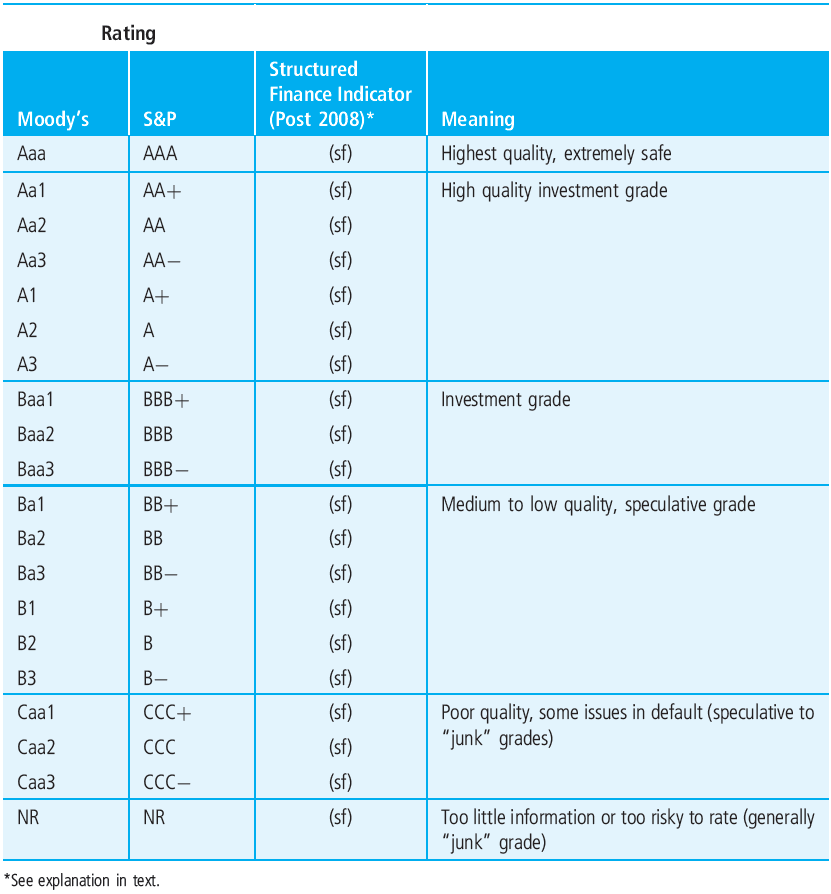 Rating
Moody’s S&P Structured Finance Indicator (Post 2008)* Meaning
Aaa AAA (sf) Highest quality, extremely safe
Aa1 AA+ (sf) High quality investment grade
Aa2 AA (sf)
Aa3 AA− (sf)
A1 A+ (sf)
A2 A (sf)
A3 A− (sf)
Baa1 BBB+ (sf) Investment grade
Baa2 BBB (sf)
Baa3 BBB− (sf)
Ba1 BB+ (sf) Medium to low quality, speculative grade
Ba2 BB (sf)
Ba3 BB− (sf)
B1 B+ (sf)
B2 B (sf)
B3 B− (sf)
Caa1 CCC+ (sf) Poor quality, some issues in default (speculative to
Caa2 CCC (sf) “junk” grades)
Caa3 CCC− (sf)
NR NR (sf) Too little information or too risky to rate (generally
“junk” grade)
*See explanation in text.